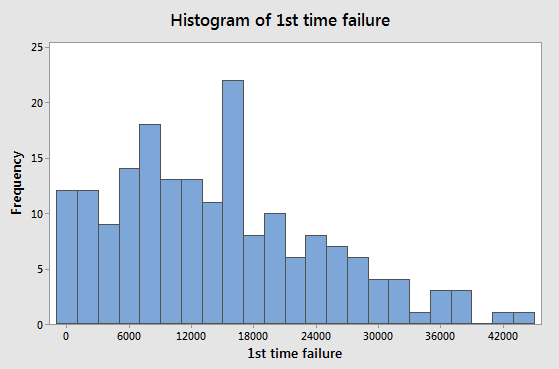 Histogram of 1st time failure
25
20
15
10
5
0
Frequency
0 6000 12000 18000 24000 30000 36000 42000
1st time failure